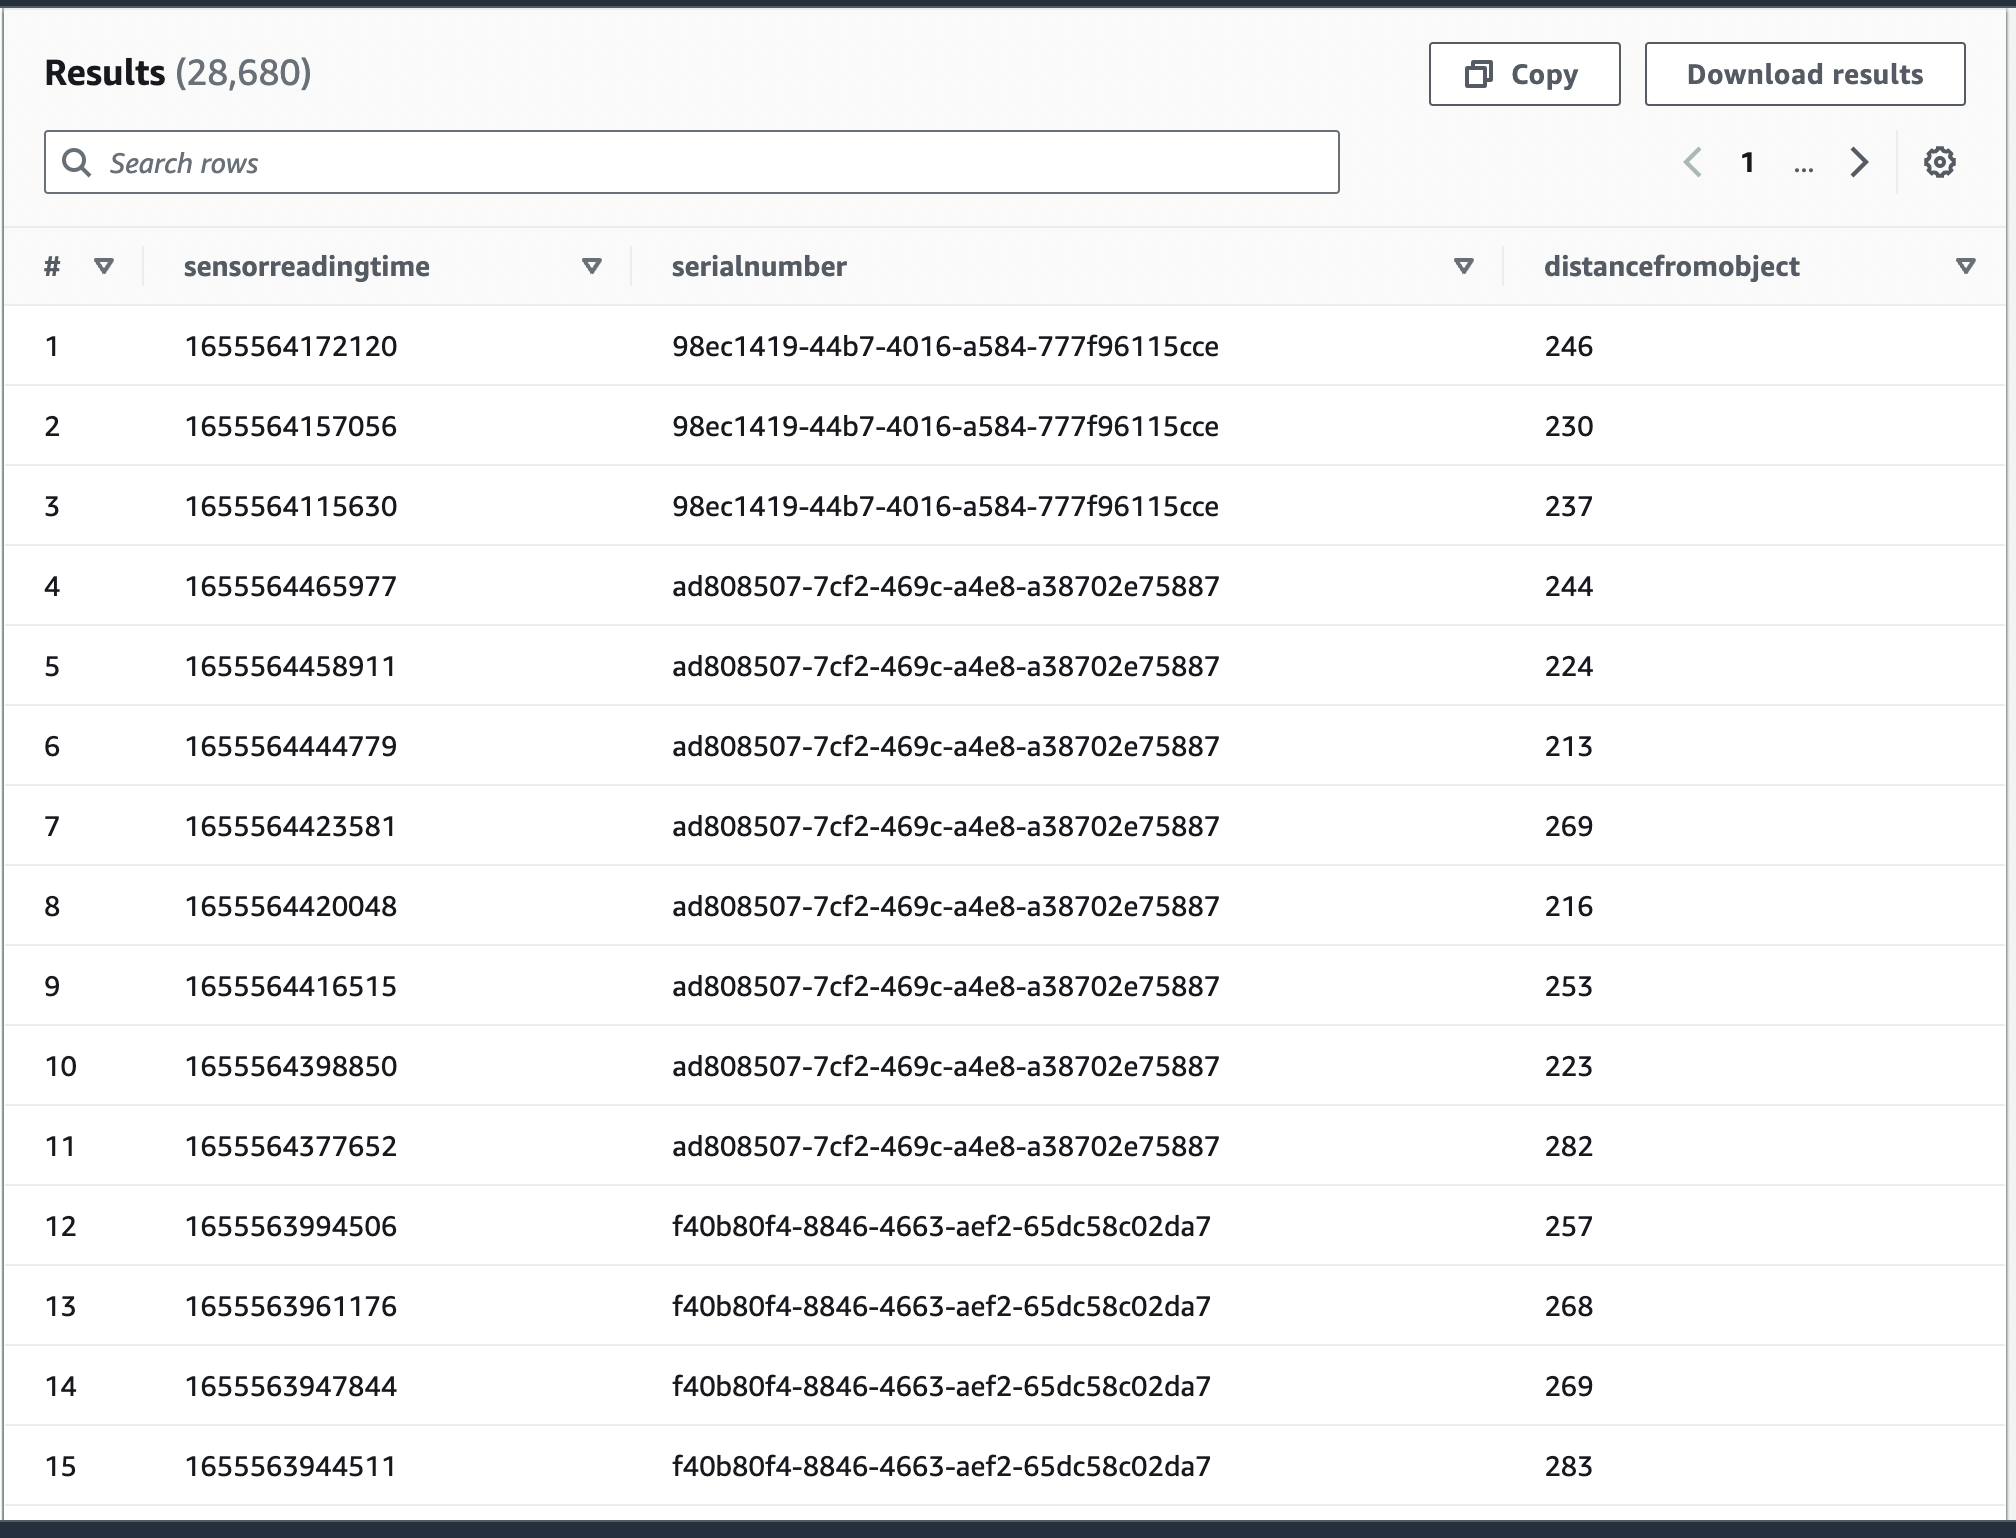 Results (28,680)
Copy
Download results
Search rows
1 ...
# sensorreadingtime serialnumber distancefromobject
1 1655564172120 98ec1419-44b7-4016-a584-777f96115cce 246
2 1655564157056 98ec1419-44b7-4016-a584-777f96115cce 230
3 1655564115630 98ec1419-44b7-4016-a584-777f96115cce 237
4 1655564465977 ad808507-7cf2-469c-a4e8-a38702e75887 244
5 1655564458911 ad808507-7cf2-469c-a4e8-a38702e75887 224
6 1655564444779 ad808507-7cf2-469c-a4e8-a38702e75887 213
7 1655564423581 ad808507-7cf2-469c-a4e8-a38702e75887 269
8 1655564420048 ad808507-7cf2-469c-a4e8-a38702e75887 216
9 1655564416515 ad808507-7cf2-469c-a4e8-a38702e75887 253
10 1655564398850 ad808507-7cf2-469c-a4e8-a38702e75887 223
11 1655564377652 ad808507-7cf2-469c-a4e8-a38702e75887 282
12 1655563994506 f40b80f4-8846-4663-aef2-65dc58c02da7 257
13 1655563961176 f40b80f4-8846-4663-aef2-65dc58c02da7 268
14 1655563947844 f40b80f4-8846-4663-aef2-65dc58c02da7 269
15 1655563944511 f40b80f4-8846-4663-aef2-65dc58c02da7 283